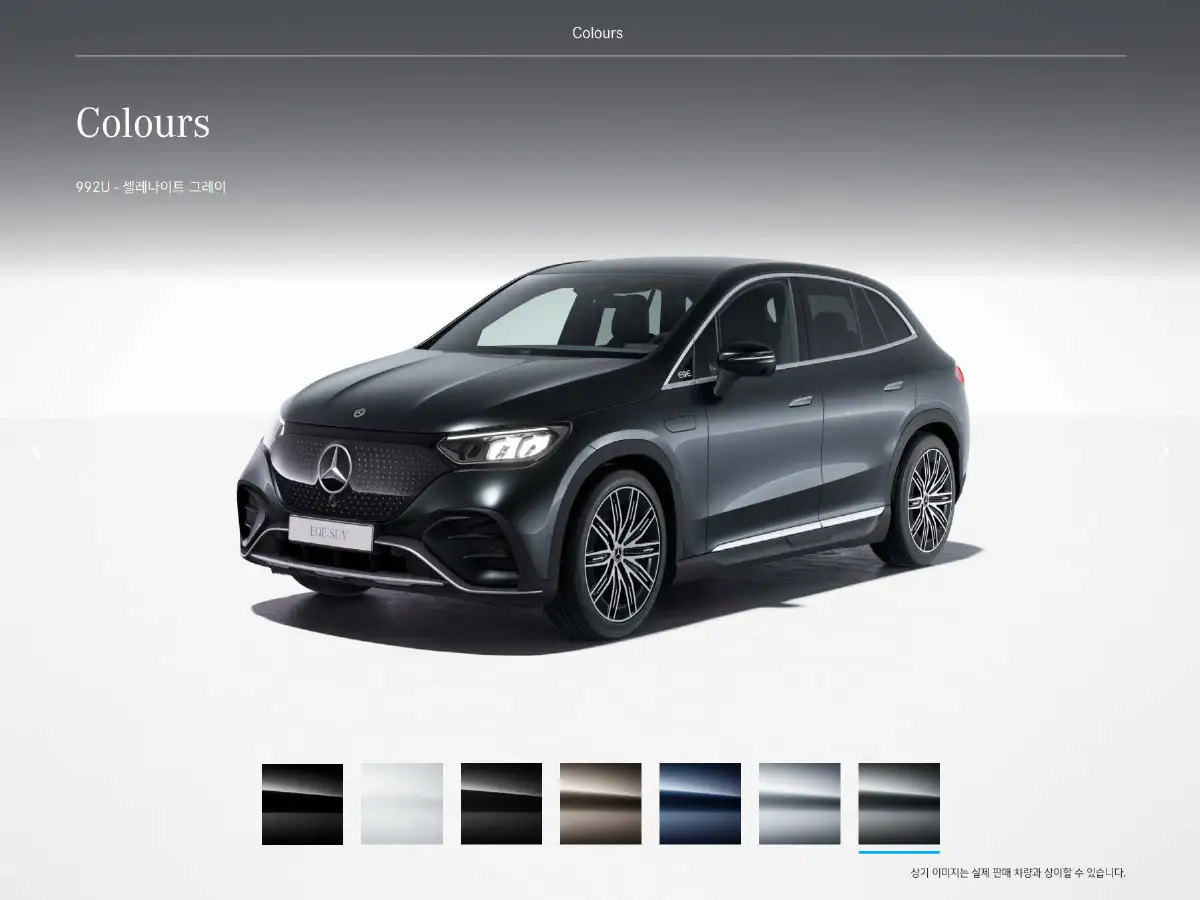 Colours
Colours
992U - 셀레나이트 그레이
EQE
EQE SUV
상기 이미지는 실제 판매 차량과 상이할 수 있습니다.